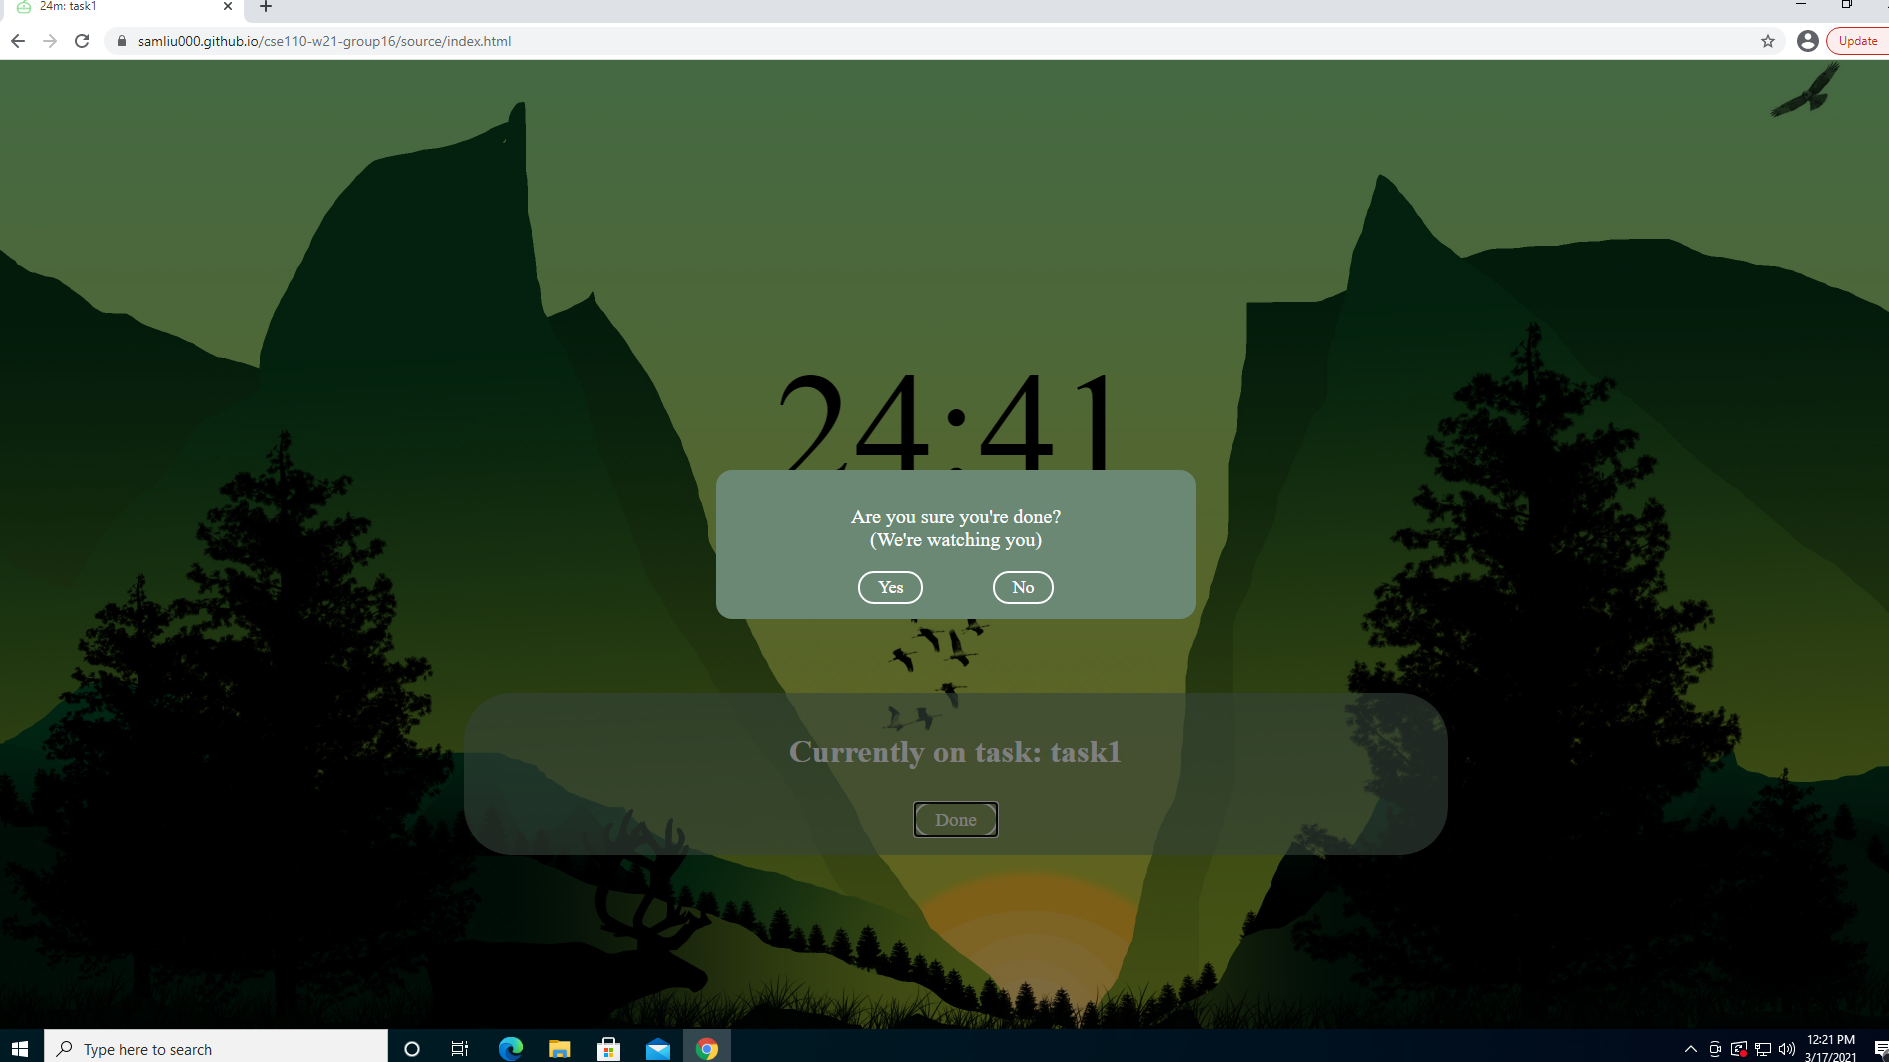 24m: task1
samliu000.github.io/cse110-w21-group16/source/index.html
Update
24:41
Are you sure you're done?
(We're watching you)
Yes
No
Currently on task: task1
Done
Type here to search
12:21 PM
3/17/2021